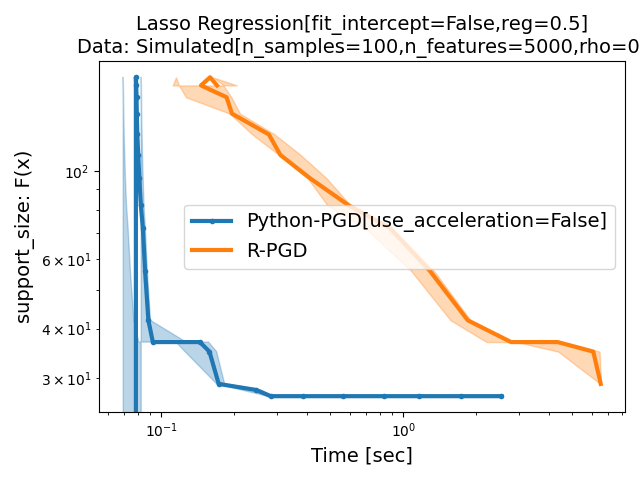 Lasso Regression[fit_intercept=False,reg=0.5]
Data: Simulated[n_samples=100,n_features=5000,rho=0
support_size: F(x)
10²
6 × 10¹
4 × 10¹
3 × 10¹
Python-PGD[use_acceleration=False]
R-PGD
10⁻¹
10⁰
Time [sec]